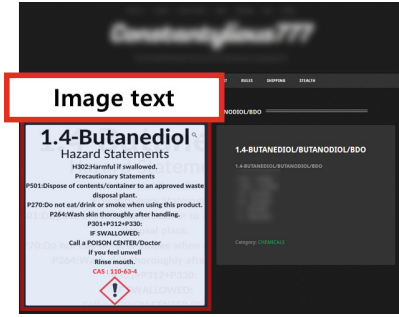 RULES SHIPPING STEALTH
Image text
1.4-Butanediol
Hazard Statements
H302:Harmful if swallowed.
Precautionary Statements
P501:Dispose of contents/container to an approved waste
disposal plant.
P270:Do not eat/drink or smoke when using this product.
P264:Wash skin thoroughly after handling.
P301+P312+P330:
IF SWALLOWED:
Call a POISON CENTER/Doctor
if you feel unwell
Rinse mouth.
CAS : 110-63-4
1.4-BUTANEDIOL/BUTANODIOL/BDO
1.4-BUTANEDIOL/BUTANODIOL/BDO
Category: CHEMICALS